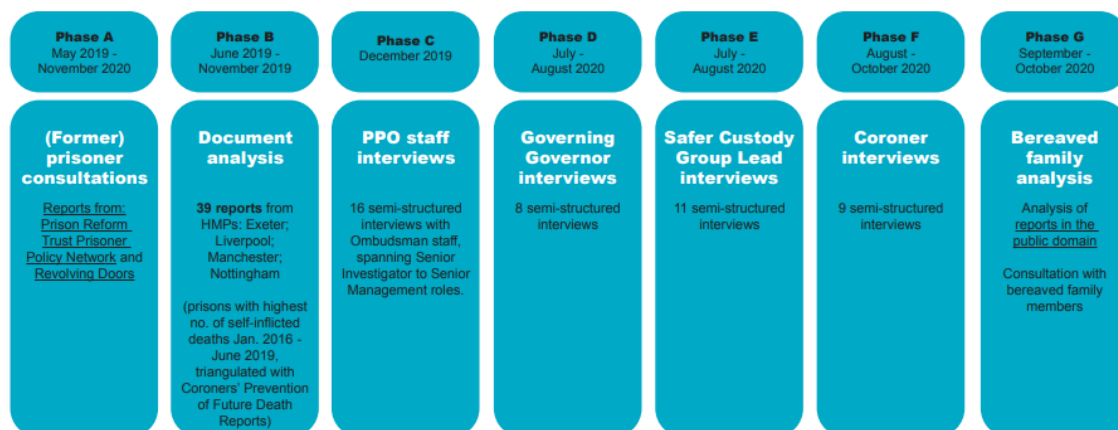 Phase A
May 2019 -
November 2020
Phase B
June 2019 -
November 2019
Phase C
December 2019
Phase D
July -
August 2020
Phase E
July -
August 2020
Phase F
August -
October 2020
Phase G
September -
October 2020
(Former)
prisoner
consultations
Reports from:
Prison Reform
Trust Prisoner
Policy Network and
Revolving Doors
Document
analysis
39 reports from
HMPs: Exeter;
Liverpool;
Manchester;
Nottingham
(prisons with highest
no. of self-inflicted
deaths Jan. 2016 -
June 2019,
triangulated with
Coroners' Prevention
of Future Death
Reports)
PPO staff
interviews
16 semi-structured
interviews with
Ombudsman staff,
spanning Senior
Investigator to Senior
Management roles.
Governing
Governor
interviews
8 semi-structured
interviews
Safer Custody
Group Lead
interviews
11 semi-structured
interviews
Coroner
interviews
9 semi-structured
interviews
Bereaved
family
analysis
Analysis of
reports in the
public domain
Consultation with
bereaved family
members